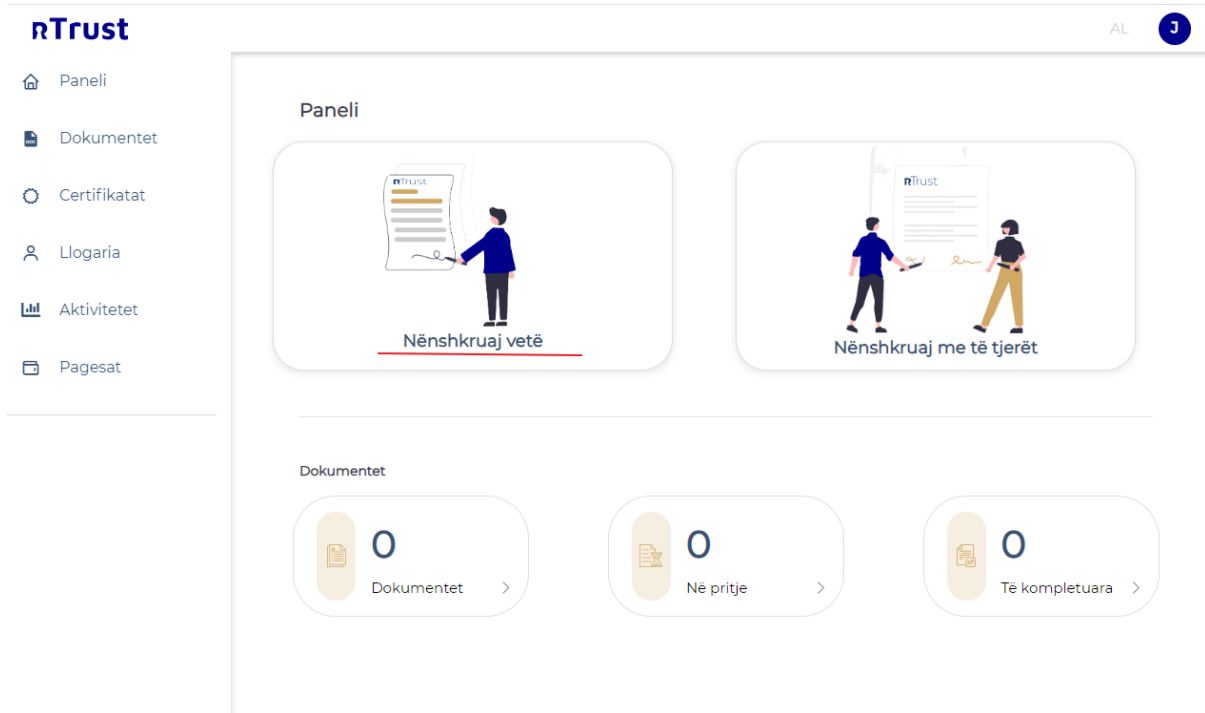 rTrust
AL
J
Paneli
Dokumentet
Certifikatat
Llogaria
Aktivitetet
Pagesat
Paneli
rTrust
Nënshkruaj vetë
rTrust
Nënshkruaj me të tjerët
Dokumentet
0
Dokumentet
0
Në pritje
0
Të kompletuara